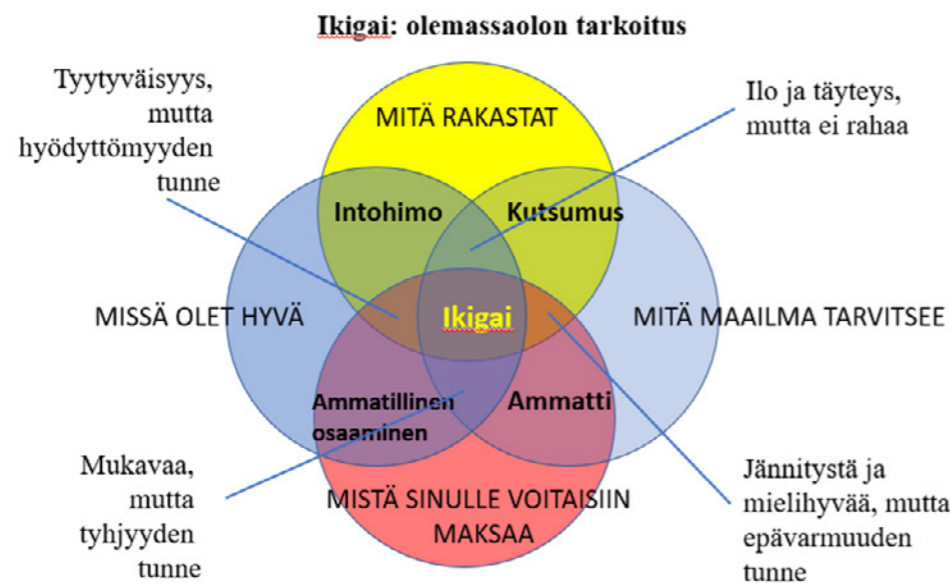 Ikigai: olemassaolon tarkoitus
Tyytyväisyys,
mutta
hyödyttömyyden
tunne
MITÄ RAKASTAT
Ilo ja täyteys,
mutta ei rahaa
Intohimo
Kutsumus
MISSÄ OLET HYVÄ
Ikigai
MITÄ MAAILMA TARVITSEE
Ammatillinen
osaaminen
Ammatti
Mukavaa,
mutta
tyhjyyden
tunne
MISTÄ SINULLE VOITAISIIN
MAKSAA
Jännitystä ja
mielihyvää, mutta
epävarmuuden
tunne